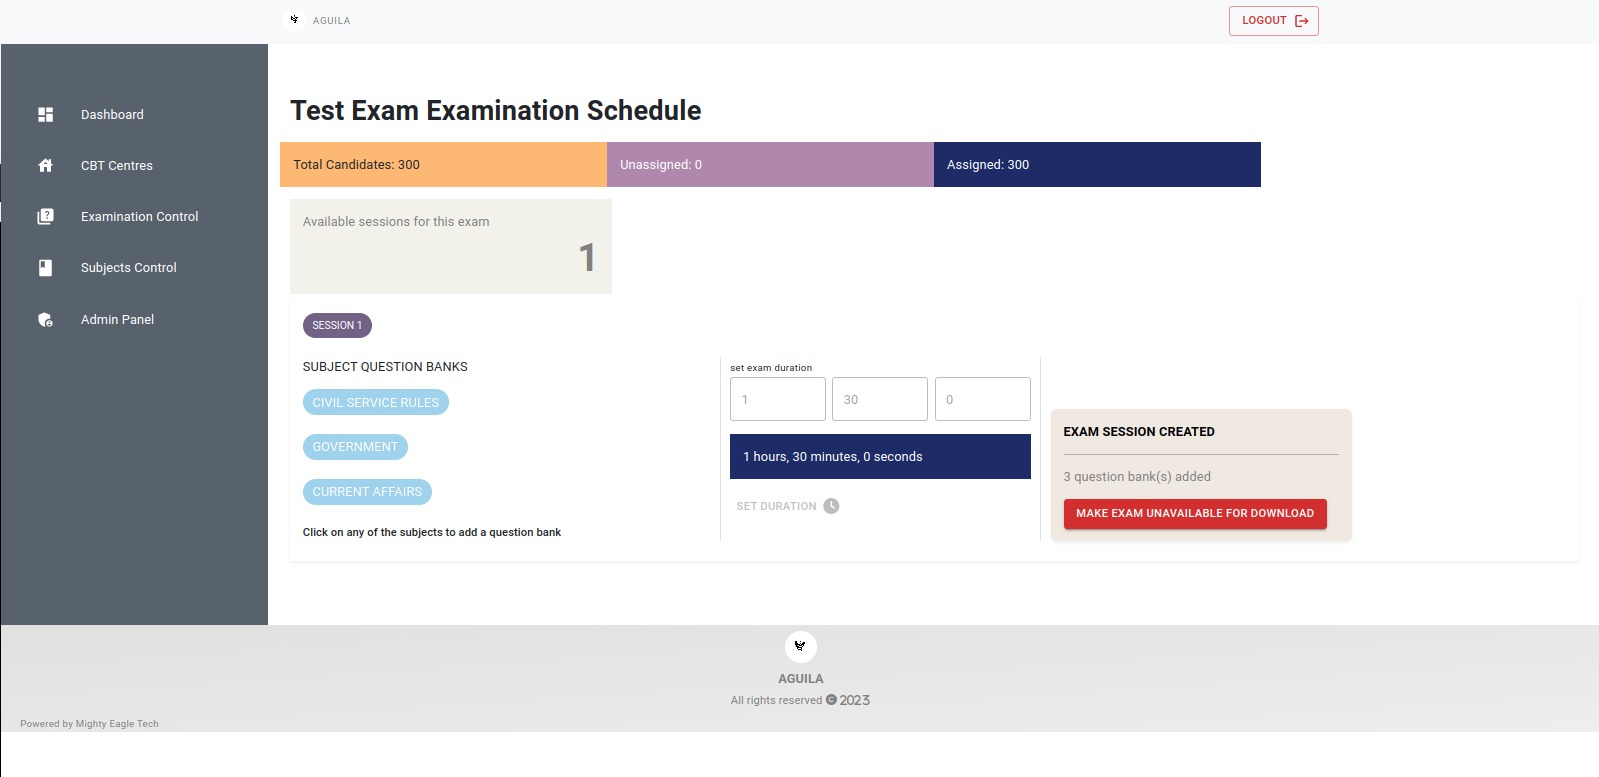 AGUILA
LOGOUT
Dashboard
CBT Centres
Examination Control
Subjects Control
Admin Panel
Test Exam Examination Schedule
Total Candidates: 300
Unassigned: 0
Assigned: 300
Available sessions for this exam
1
SESSION 1
SUBJECT QUESTION BANKS
CIVIL SERVICE RULES
GOVERNMENT
CURRENT AFFAIRS
Click on any of the subjects to add a question bank
set exam duration
1
30
0
1 hours, 30 minutes, 0 seconds
SET DURATION
EXAM SESSION CREATED
3 question bank(s) added
MAKE EXAM UNAVAILABLE FOR DOWNLOAD
AGUILA
All rights reserved © 2023
Powered by Mighty Eagle Tech